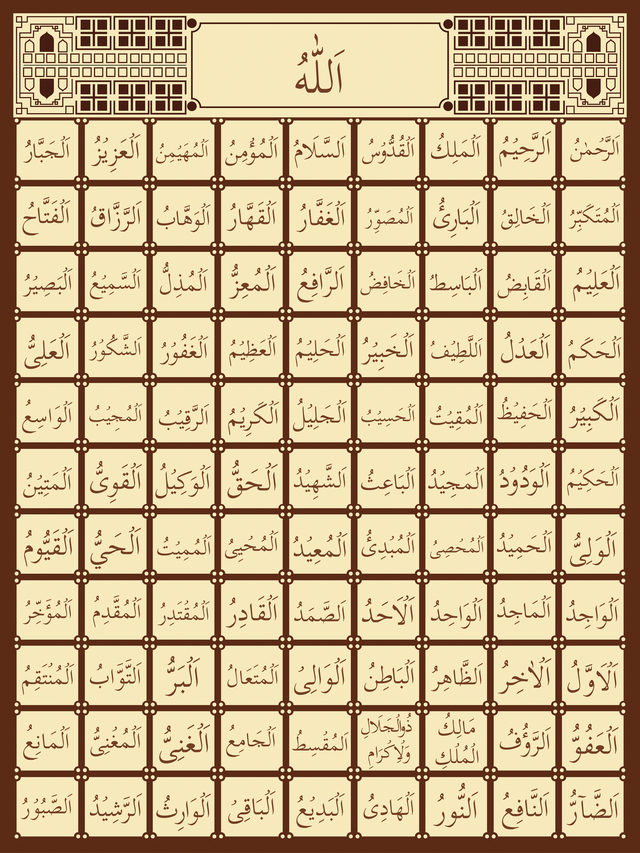 اَللّٰهُ
اَلرَّحْمٰنُ اَلرَّحِيْمُ اَلْمَلِكُ اَلْقُدُّوْسُ اَلسَّلَامُ اَلْمُؤْمِنُ اَلْمُهَيْمِنُ اَلْعَزِيْزُ اَلْجَبَّارُ
اَلْمُتَكَبِّرُ اَلْخَالِقُ اَلْبَارِئُ اَلْمُصَوِّرُ اَلْغَفَّارُ اَلْقَهَّارُ اَلْوَهَّابُ اَلرَّزَّاقُ اَلْفَتَّاحُ
اَلْعَلِيْمُ اَلْقَابِضُ اَلْبَاسِطُ اَلْخَافِضُ اَلرَّافِعُ اَلْمُعِزُّ اَلْمُذِلُّ اَلسَّمِيْعُ اَلْبَصِيْرُ
اَلْحَكَمُ اَلْعَدْلُ اَللَّطِيْفُ اَلْخَبِيْرُ اَلْحَلِيْمُ اَلْعَظِيْمُ اَلْغَفُوْرُ اَلشَّكُوْرُ اَلْعَلِىُّ
اَلْكَبِيْرُ اَلْحَفِيْظُ اَلْمُقِيْتُ اَلْحَسِيْبُ اَلْجَلِيْلُ اَلْكَرِيْمُ اَلرَّقِيْبُ اَلْمُجِيْبُ اَلْوَاسِعُ
اَلْحَكِيْمُ اَلْوَدُوْدُ اَلْمَجِيْدُ اَلْبَاعِثُ اَلشَّهِيْدُ اَلْحَقُّ اَلْوَكِيْلُ اَلْقَوِىُّ اَلْمَتِيْنُ
اَلْوَلِىُّ اَلْحَمِيْدُ اَلْمُحْصِىُ اَلْمُبْدِئُ اَلْمُعِيْدُ اَلْمُحْيِىُ اَلْمُمِيْتُ اَلْحَيُّ اَلْقَيُّوْمُ
اَلْوَاجِدُ اَلْمَاجِدُ اَلْوَاحِدُ اَلْاَحَدُ اَلصَّمَدُ اَلْقَادِرُ اَلْمُقْتَدِرُ اَلْمُقَدِّمُ اَلْمُؤَخِّرُ
اَلْاَوَّلُ اَلْاٰخِرُ اَلظَّاهِرُ اَلْبَاطِنُ اَلْوَالِىُ اَلْمُتَعَالُ اَلْبَرُّ اَلتَّوَّابُ اَلْمُنْتَقِمُ
اَلْعَفُوُّ اَلرَّؤُفُ مَالِكُ الْمُلْكِ ذُوالْجَلَالِ وَلْاِكْرَامِ اَلْمُقْسِطُ اَلْجَامِعُ اَلْغَنِىُّ اَلْمُغْنِىُّ اَلْمَانِعُ
اَلضَّآرُّ اَلنَّافِعُ اَلنُّوْرُ اَلْهَادِىُ اَلْبَدِيْعُ اَلْبَاقِىُ اَلْوَارِثُ اَلرَّشِيْدُ اَلصَّبُوْرُ